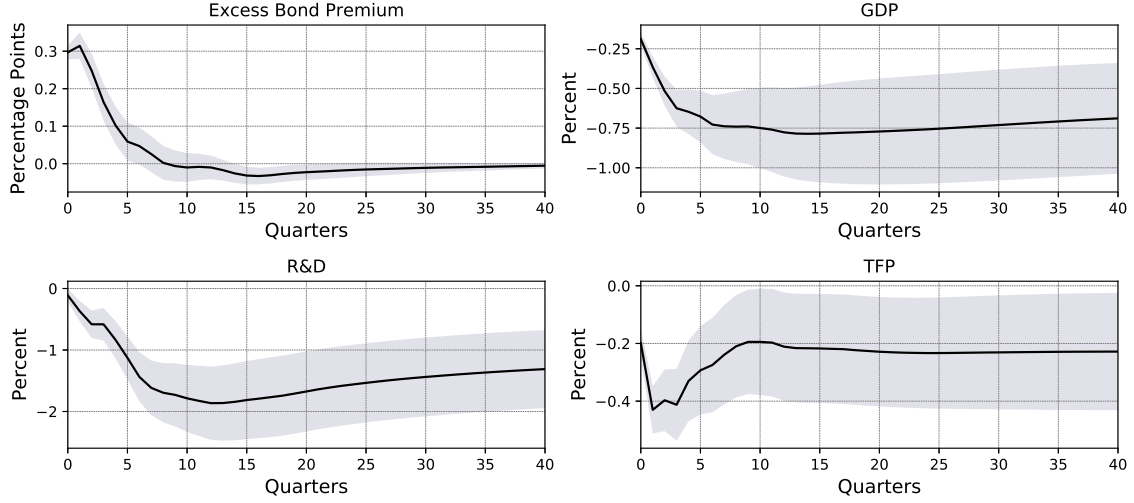 Excess Bond Premium
Percentage Points
0.3
0.2
0.1
0.0
0 5 10 15 20 25 30 35 40
Quarters
GDP
Percent
−0.25
−0.50
−0.75
−1.00
0 5 10 15 20 25 30 35 40
Quarters
R&D
Percent
0
−1
−2
0 5 10 15 20 25 30 35 40
Quarters
TFP
Percent
0.0
−0.2
−0.4
0 5 10 15 20 25 30 35 40
Quarters